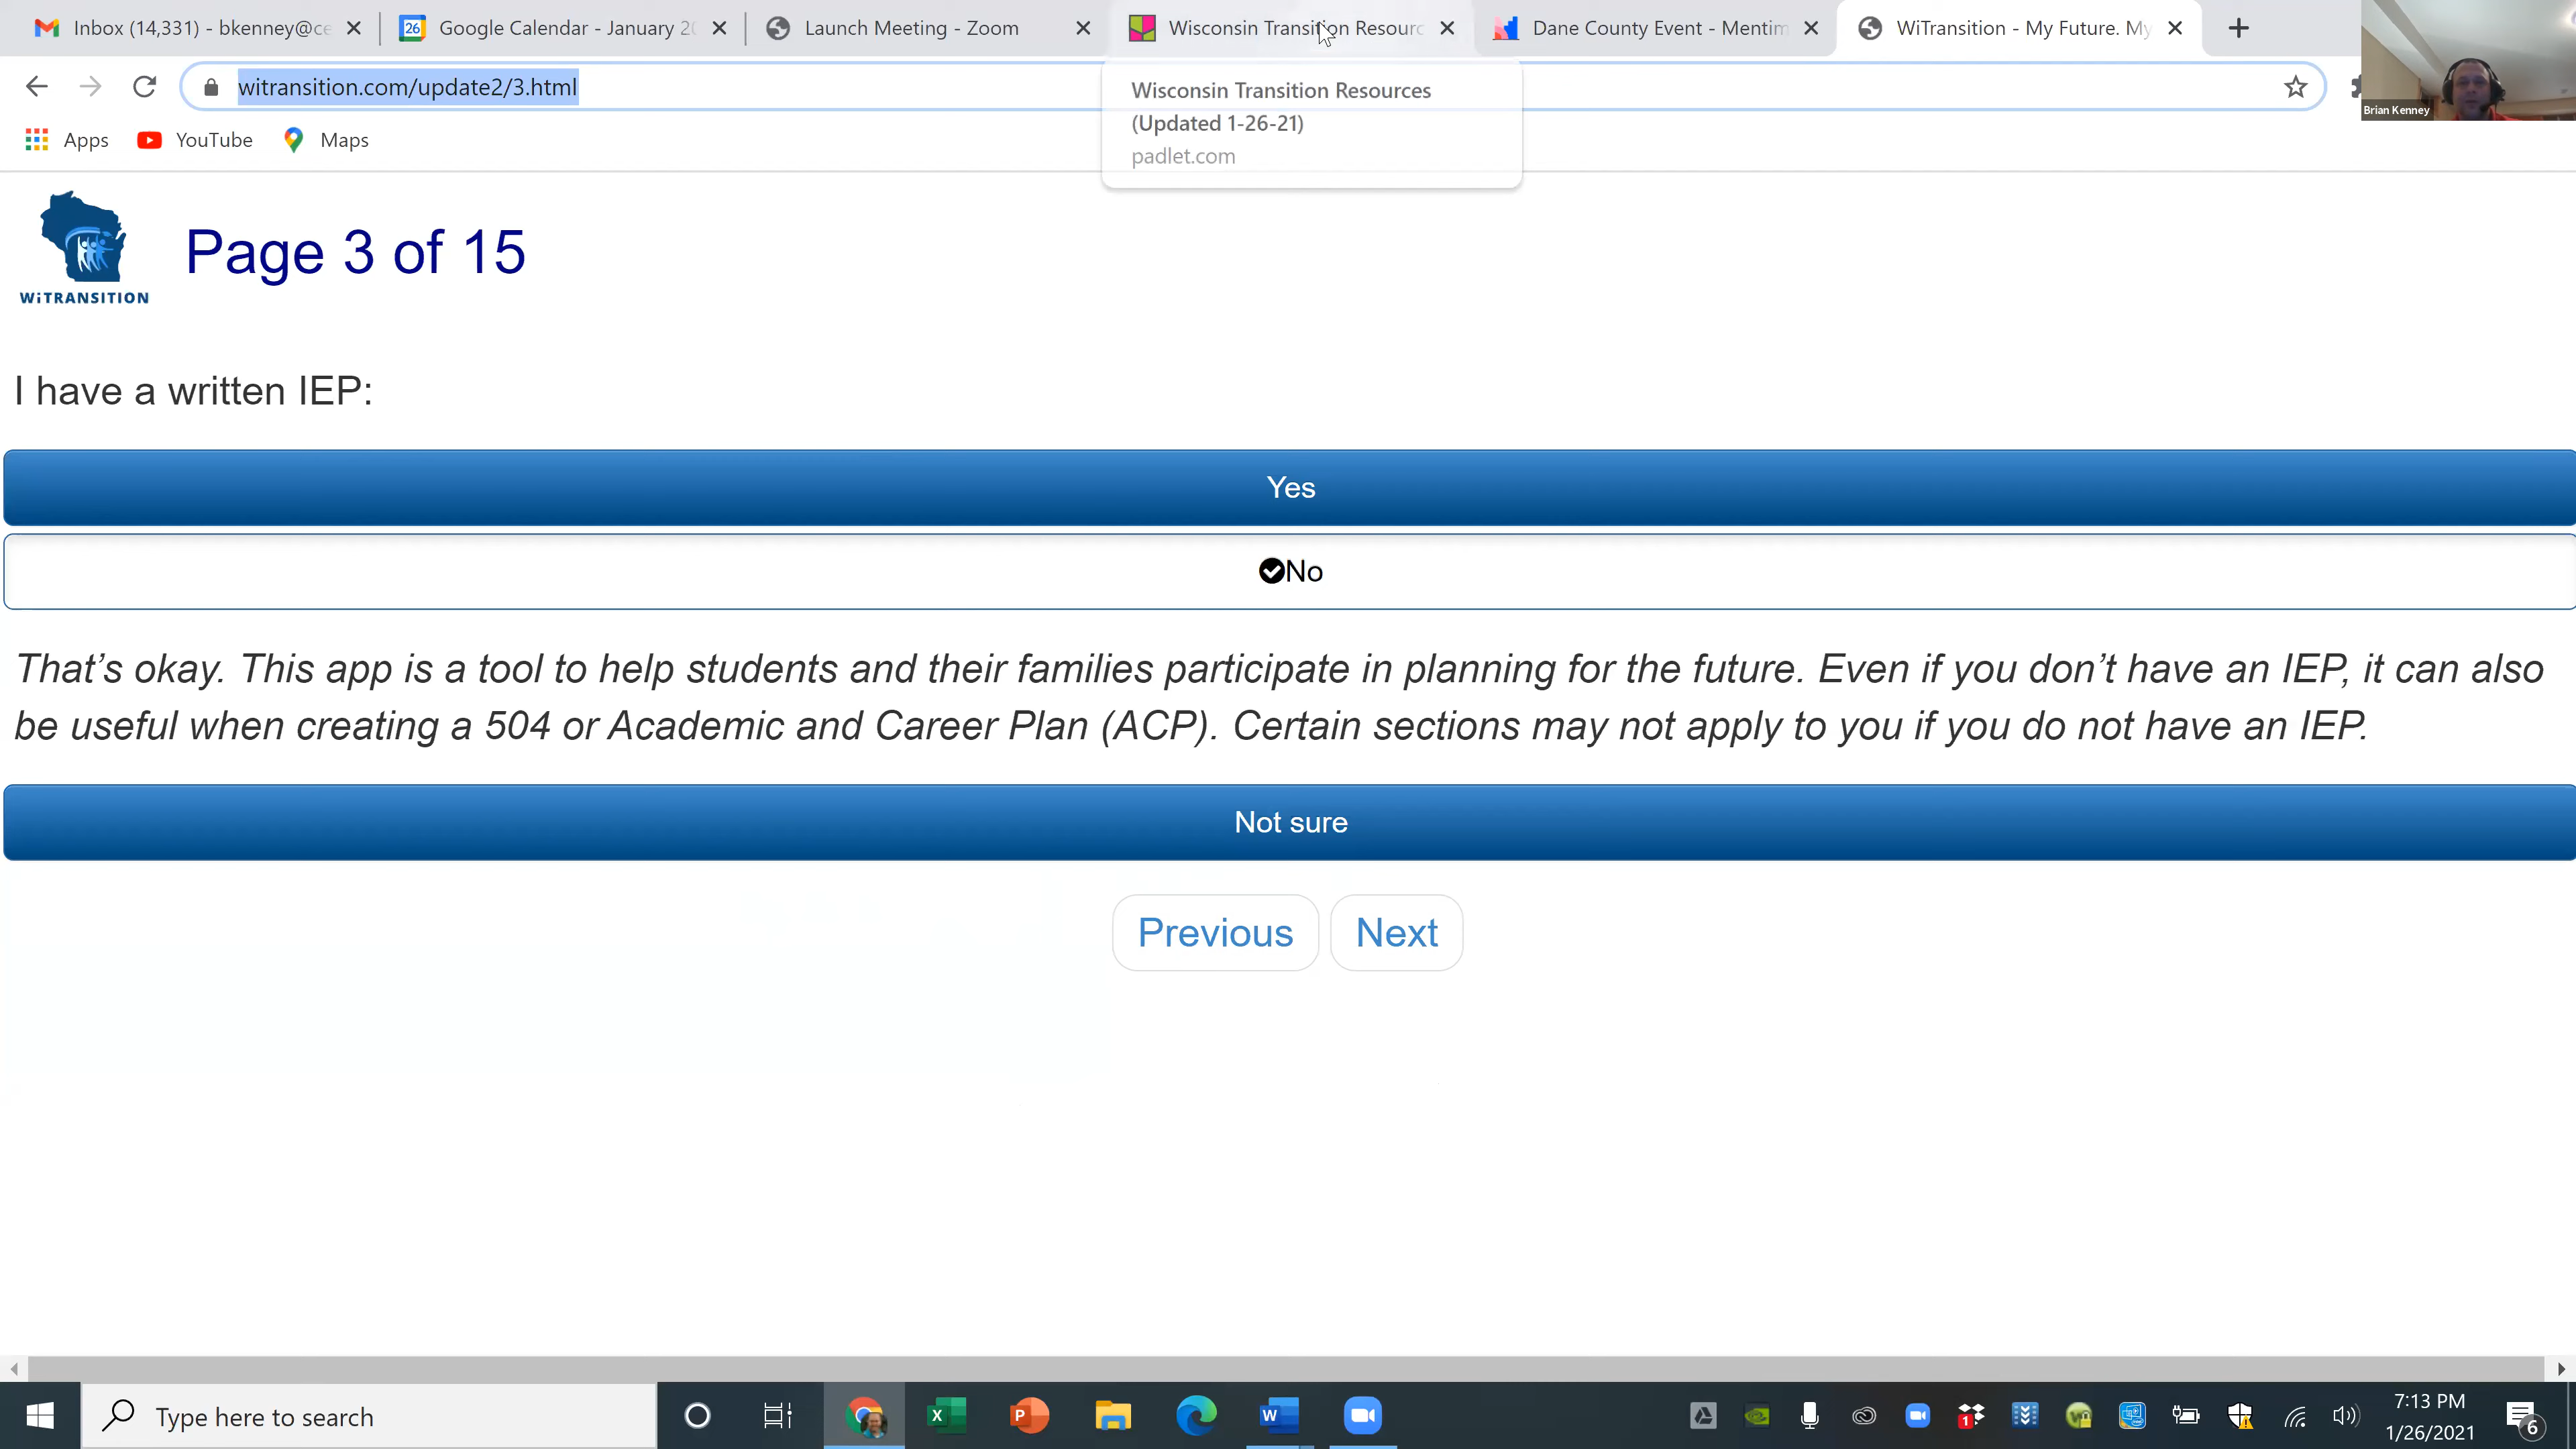 Inbox (14,331) - bkenney@ce
26
Google Calendar - January 20
Launch Meeting - Zoom
Wisconsin Transition Resourc
Dane County Event - Mentim
WiTransition - My Future. My
witransition.com/update2/3.html
Wisconsin Transition Resources
(Updated 1-26-21)
padlet.com
Brian Kenney
Apps
YouTube
Maps
WiTRANSITION
Page 3 of 15
I have a written IEP:
Yes
No
That's okay. This app is a tool to help students and their families participate in planning for the future. Even if you don't have an IEP, it can also
be useful when creating a 504 or Academic and Career Plan (ACP). Certain sections may not apply to you if you do not have an IEP.
Not sure
Previous
Next
Type here to search
X
P
W
1
7:13 PM
1/26/2021
6